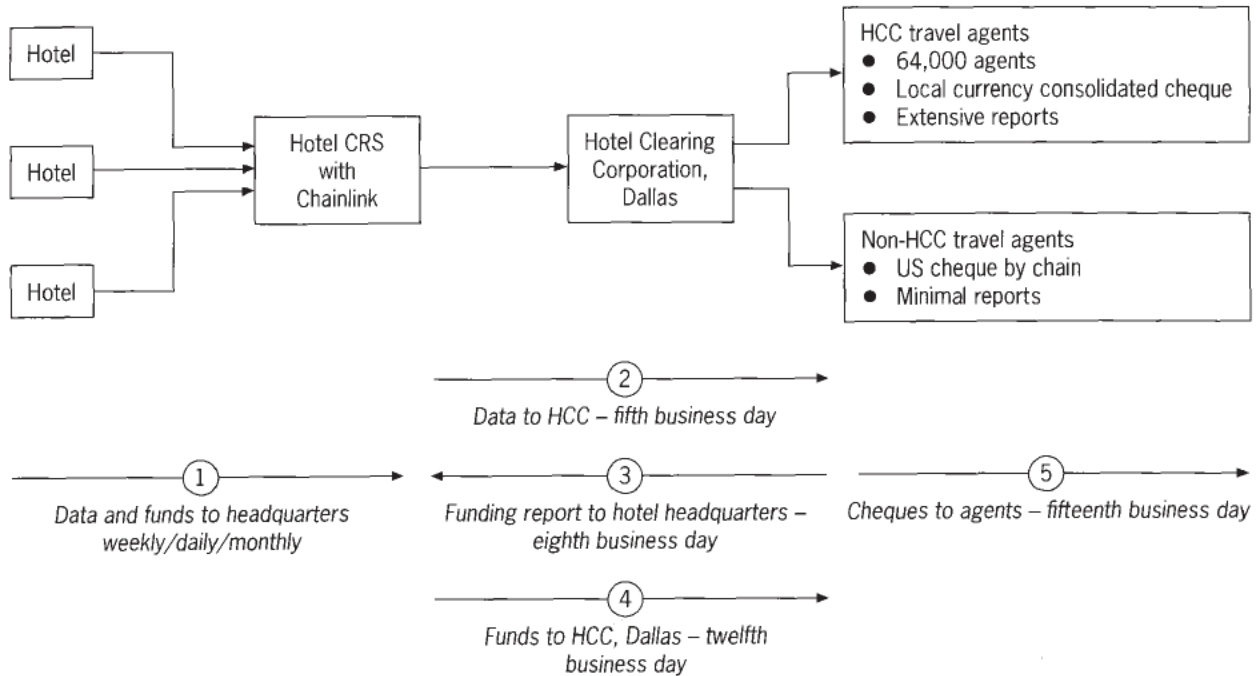 Hotel
Hotel
Hotel
Hotel CRS
with
Chainlink
Hotel Clearing
Corporation,
Dallas
HCC travel agents
● 64,000 agents
● Local currency consolidated cheque
● Extensive reports
Non-HCC travel agents
● US cheque by chain
● Minimal reports
2
Data to HCC – fifth business day
1
Data and funds to headquarters
weekly/daily/monthly
3
Funding report to hotel headquarters –
eighth business day
5
Cheques to agents – fifteenth business day
4
Funds to HCC, Dallas – twelfth
business day